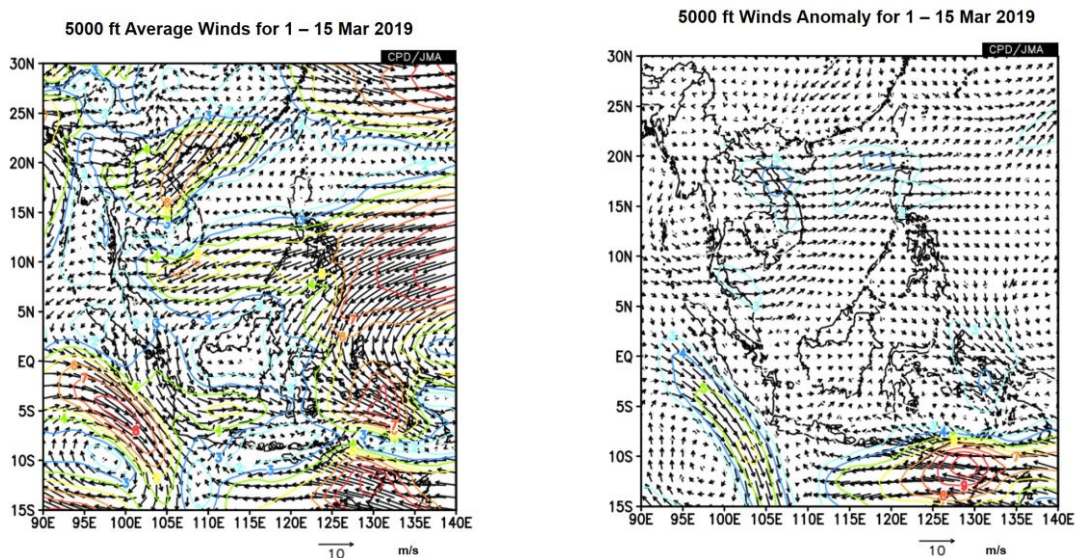 5000 ft Average Winds for 1 – 15 Mar 2019
CPD/JMA
30N
25N
20N
15N
10N
5N
EQ
5S
10S
15S
90E 95E 100E 105E 110E 115E 120E 125E 130E 135E 140E
10 m/s
5000 ft Winds Anomaly for 1 – 15 Mar 2019
CPD/JMA
30N
25N
20N
15N
10N
5N
EQ
5S
10S
15S
90E 95E 100E 105E 110E 115E 120E 125E 130E 135E 140E
10 m/s